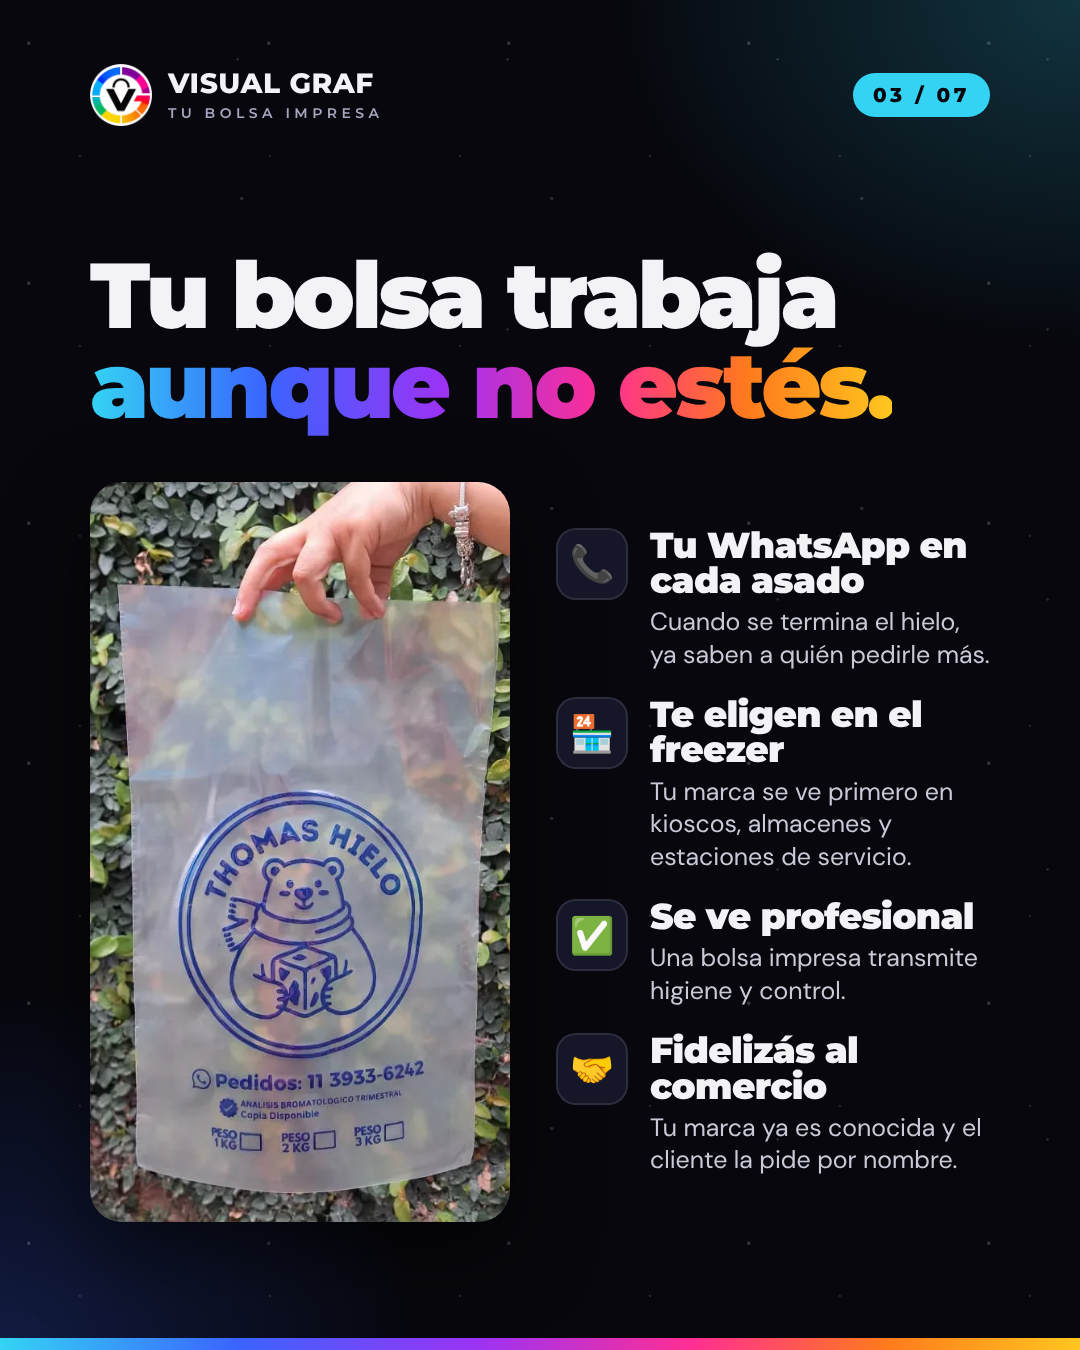 VISUAL GRAF
TU BOLSA IMPRESA
03 / 07
Tu bolsa trabaja
aunque no estés.
THOMAS HIELO
Pedidos: 11 3933-6242
ANALISIS BROMATOLOGICO TRIMESTRAL
Copia Disponible
PESO
1 KG
PESO
2 KG
PESO
3 KG
Tu WhatsApp en
cada asado
Cuando se termina el hielo,
ya saben a quién pedirle más.
24
Te eligen en el
freezer
Tu marca se ve primero en
kioscos, almacenes y
estaciones de servicio.
Se ve profesional
Una bolsa impresa transmite
higiene y control.
Fidelizás al
comercio
Tu marca ya es conocida y el
cliente la pide por nombre.